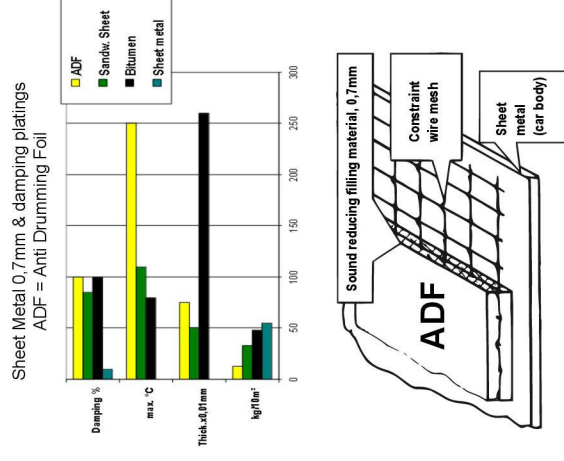 Sheet Metal 0,7mm & damping platings
ADF = Anti Drumming Foil
ADF
Sandw. Sheet
Bitumen
Sheet metal
300
250
200
150
100
50
0
Damping %
max. °C
Thick.x0,01mm
kg/10m²
Sound reducing filling material, 0,7mm
Constraint
wire mesh
Sheet
metal
(car body)
ADF